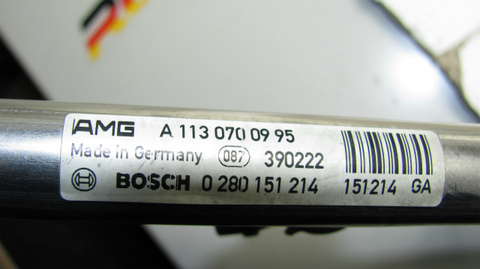 AMG A 113 070 09 95
Made in Germany 087 390222
BOSCH 0 280 151 214 151214 GA